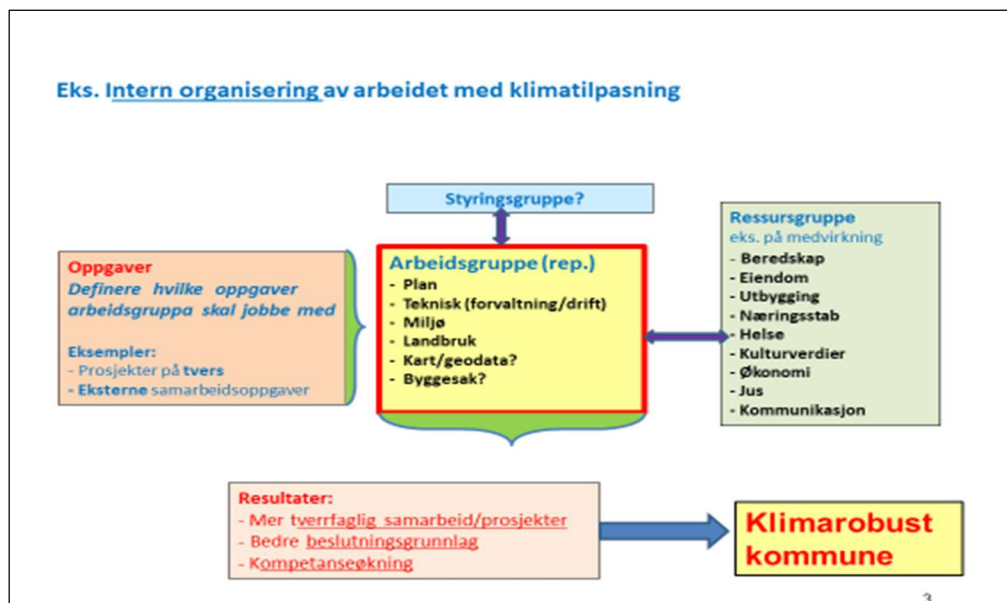 Eks. Intern organisering av arbeidet med klimatilpasning
Styringsgruppe?
Oppgaver
Definere hvilke oppgaver
arbeidsgruppa skal jobbe med
Eksempler:
- Prosjekter på tvers
- Eksterne samarbeidsoppgaver
Arbeidsgruppe (rep.)
- Plan
- Teknisk (forvaltning/drift)
- Miljø
- Landbruk
- Kart/geodata?
- Byggesak?
Ressursgruppe
eks. på medvirkning
- Beredskap
- Eiendom
- Utbygging
- Næringsstab
- Helse
- Kulturverdier
- Økonomi
- Jus
- Kommunikasjon
Resultater:
- Mer tverrfaglig samarbeid/prosjekter
- Bedre beslutningsgrunnlag
- Kompetanseøkning
Klimarobust
kommune
3